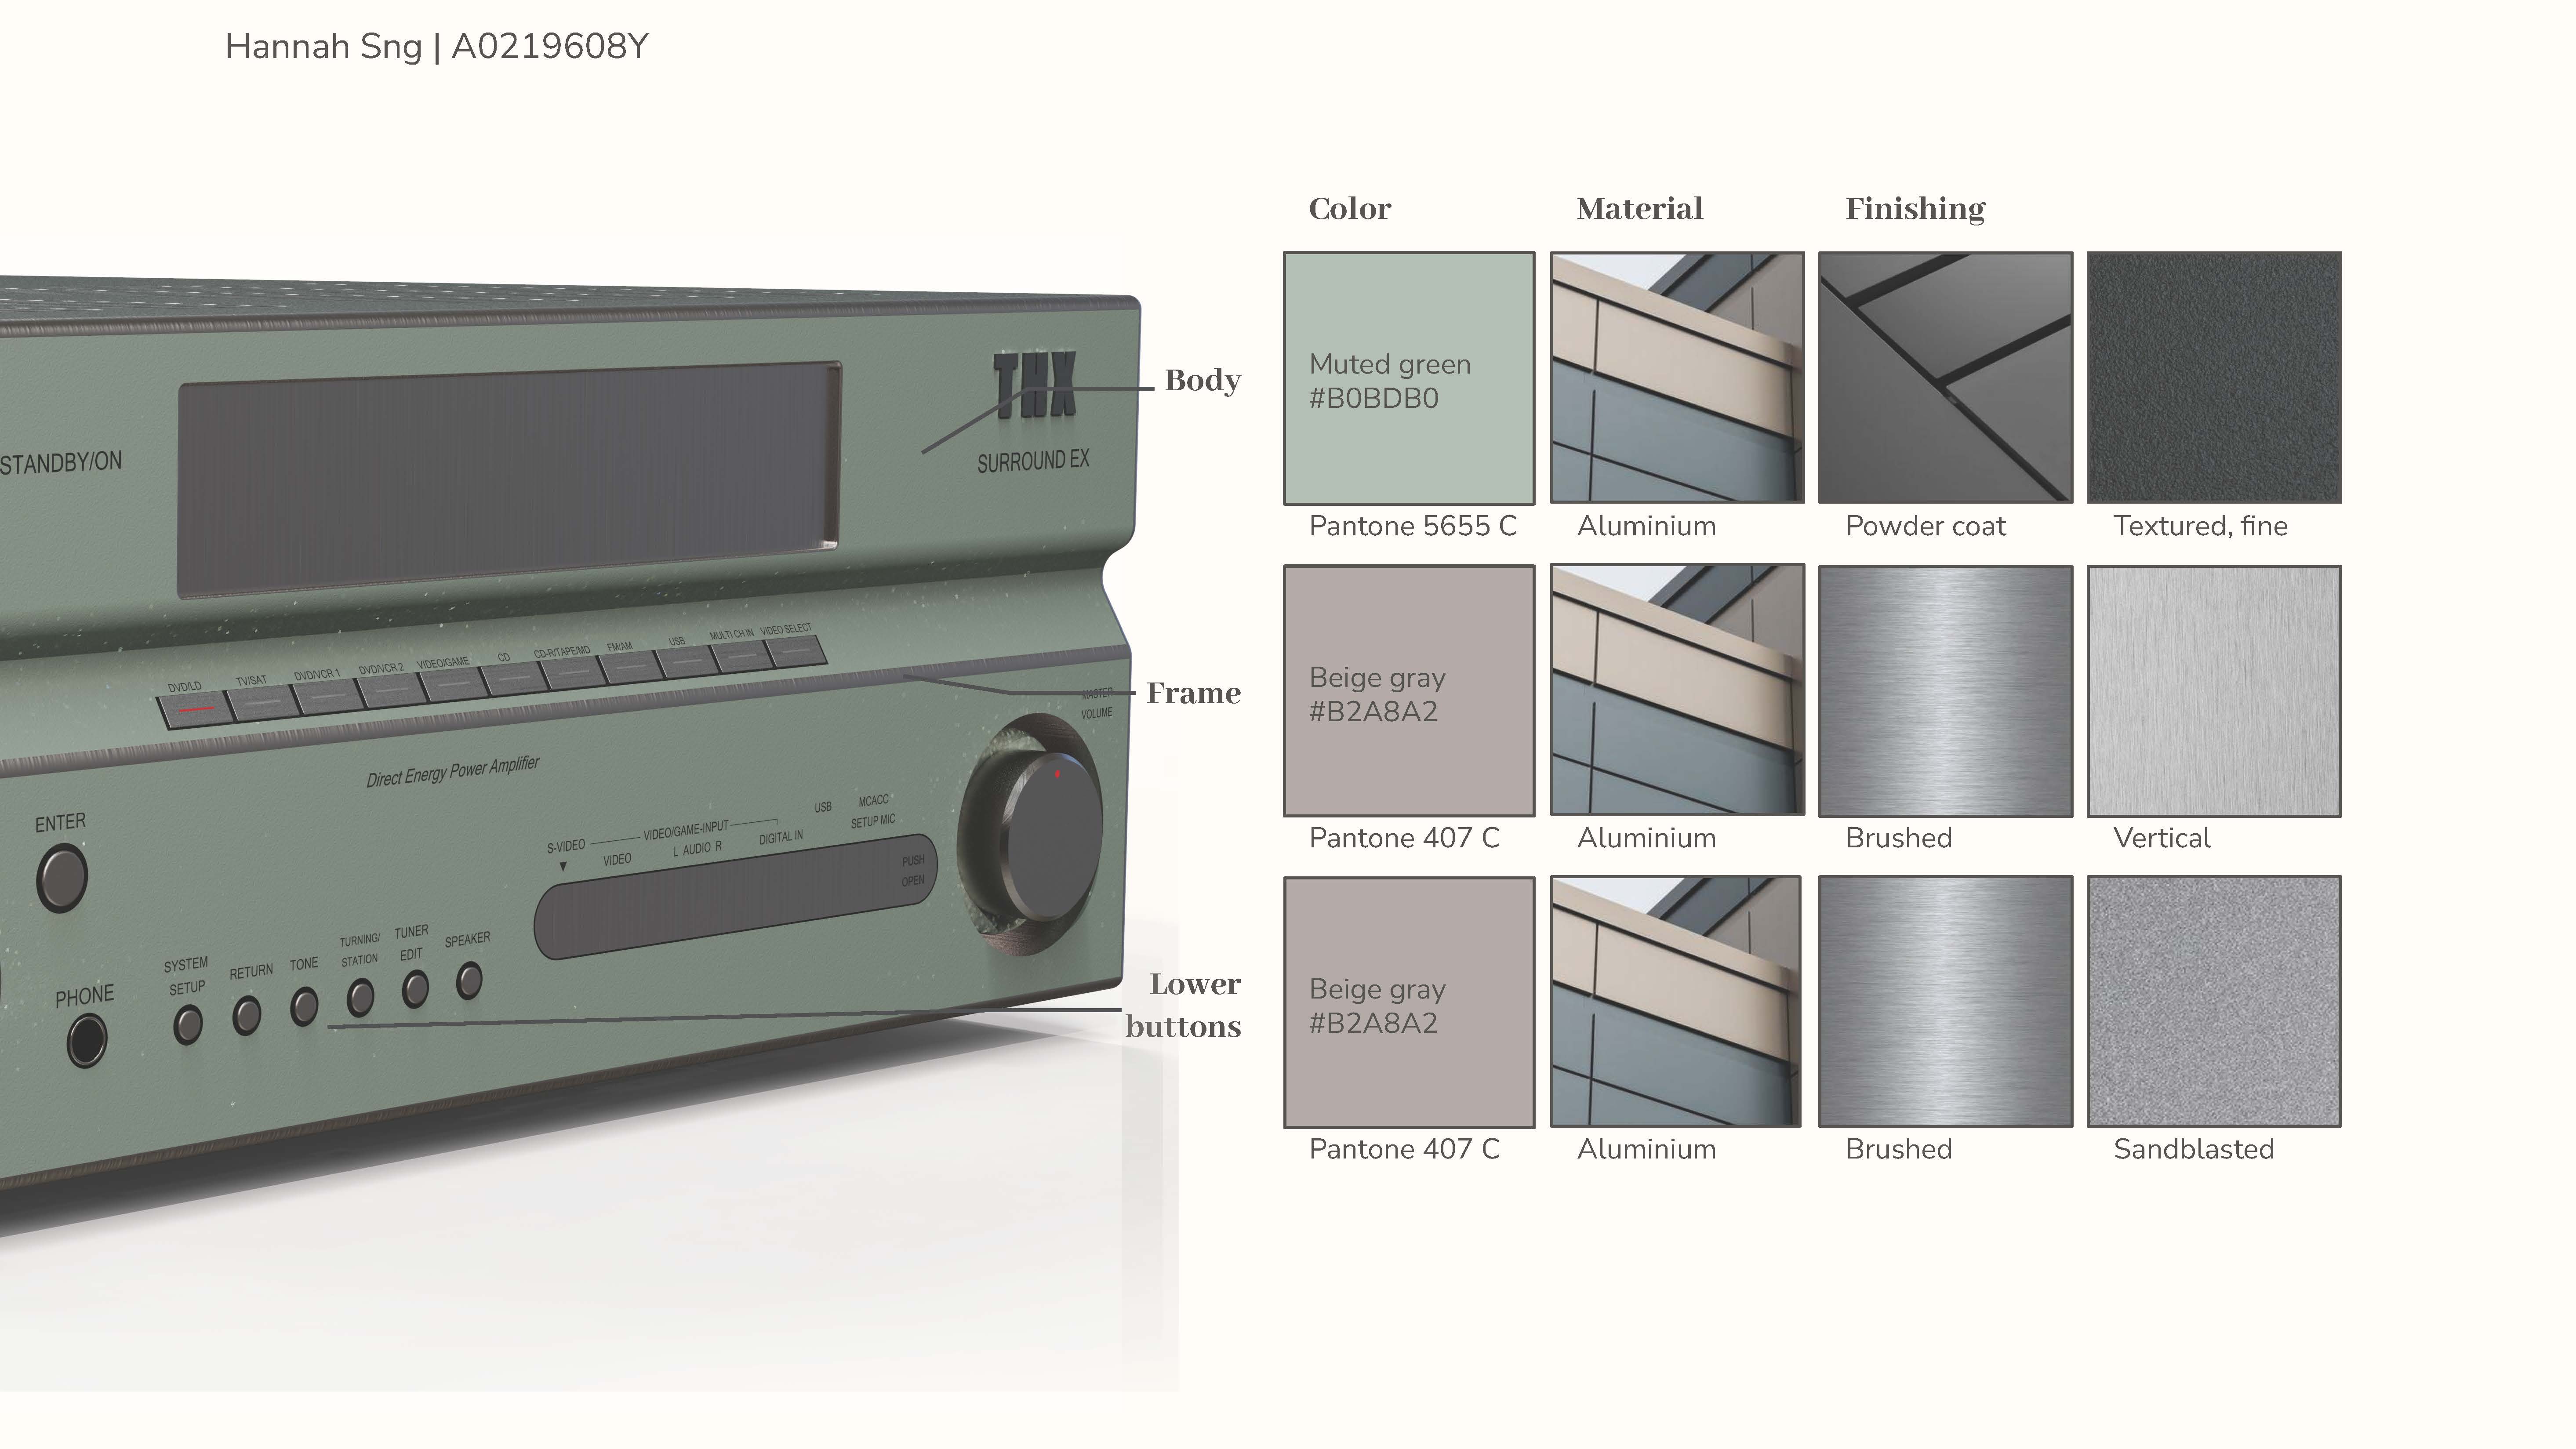 Hannah Sng | A0219608Y
Color
Material
Finishing
Muted green
#B0BDB0
Pantone 5655 C
Aluminium
Powder coat
Textured, fine
Beige gray
#B2A8A2
Pantone 407 C
Aluminium
Brushed
Vertical
Beige gray
#B2A8A2
Pantone 407 C
Aluminium
Brushed
Sandblasted
Body
Frame
Lower
buttons
THX
SURROUND EX
STANDBY/ON
DVD/LD
TV/SAT
DVD/VCR 1
DVD/VCR 2
VIDEO/GAME
CD
CD-R/TAPE/MD
FM/AM
USB
MULTI CH IN
VIDEO SELECT
MASTER
VOLUME
Direct Energy Power Amplifier
ENTER
S-VIDEO
VIDEO/GAME-INPUT
VIDEO
L AUDIO R
DIGITAL IN
USB
MCACC
SETUP MIC
PUSH
OPEN
PHONE
SYSTEM
SETUP
RETURN
TONE
TURNING/
STATION
TUNER
EDIT
SPEAKER